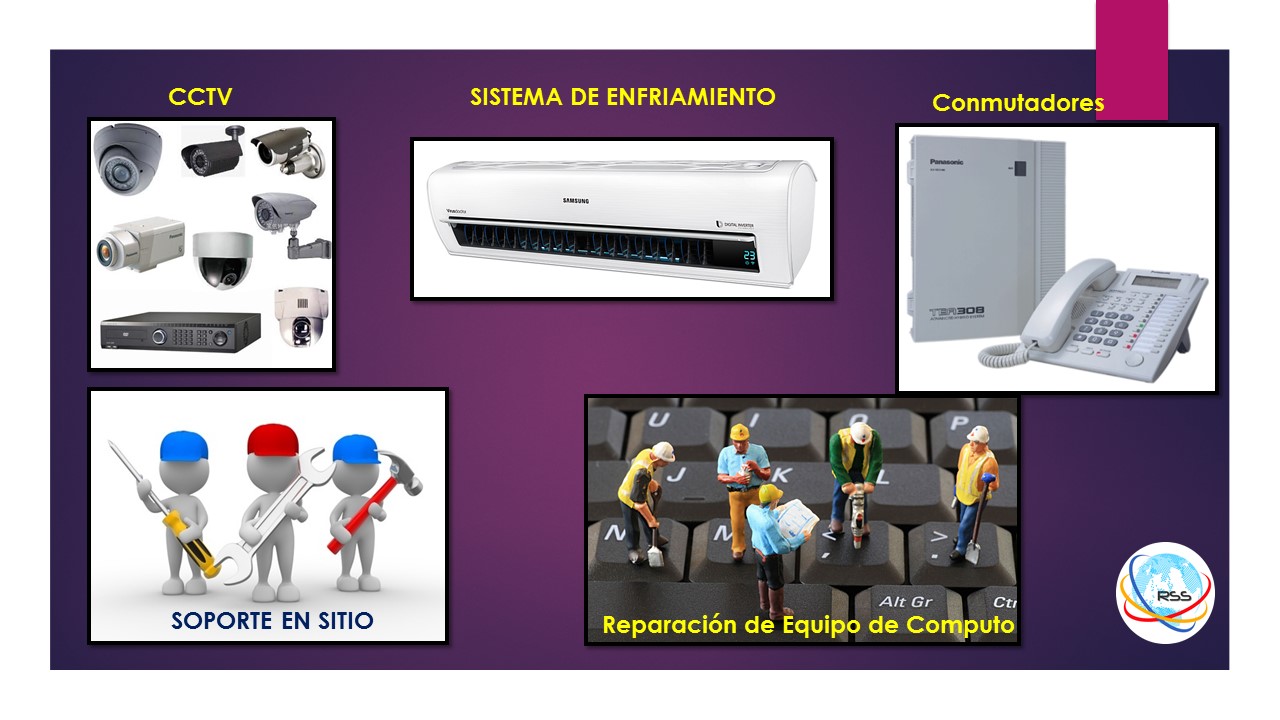 CCTV
SISTEMA DE ENFRIAMIENTO
Conmutadores
SAMSUNG
DIGITAL INVERTER
23
Panasonic
Panasonic
TEA308
SOPORTE EN SITIO
U I O P
J K L
N M < >
Alt Gr Ctr
Reparación de Equipo de Computo
RSS